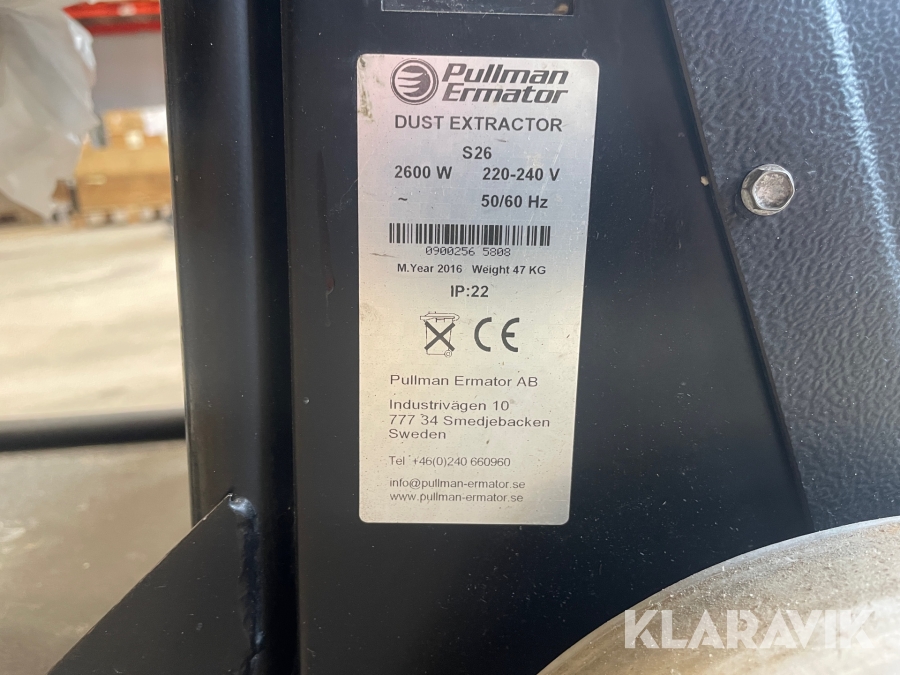 Pullman
Ermator
DUST EXTRACTOR
S26
2600 W 220-240 V
~ 50/60 Hz
0900256 5808
M.Year 2016 Weight 47 KG
IP:22
CE
Pullman Ermator AB
Industrivägen 10
777 34 Smedjebacken
Sweden
Tel +46(0)240 660960
info@pullman-ermator.se
www.pullman-ermator.se
KLARAVIK